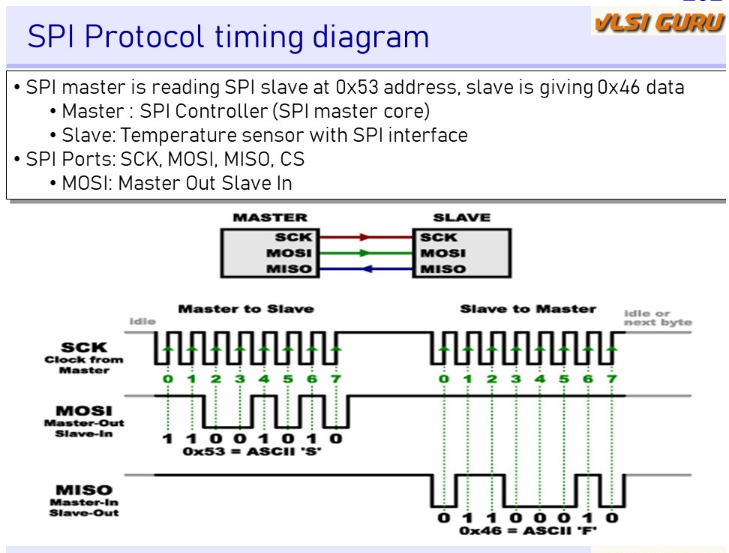 VLSI GURU
SPI Protocol timing diagram
• SPI master is reading SPI slave at 0x53 address, slave is giving 0x46 data
• Master : SPI Controller (SPI master core)
• Slave: Temperature sensor with SPI interface
• SPI Ports: SCK, MOSI, MISO, CS
• MOSI: Master Out Slave In
MASTER SLAVE
SCK SCK
MOSI MOSI
MISO MISO
Master to Slave Slave to Master
idle
idle or
next byte
SCK
Clock from
Master
0 1 2 3 4 5 6 7 0 1 2 3 4 5 6 7
MOSI
Master-Out
Slave-In
1 1 0 0 1 0 1 0
0x53 = ASCII 'S'
MISO
Master-In
Slave-Out
0 1 1 0 0 0 1 0
0x46 = ASCII 'F'